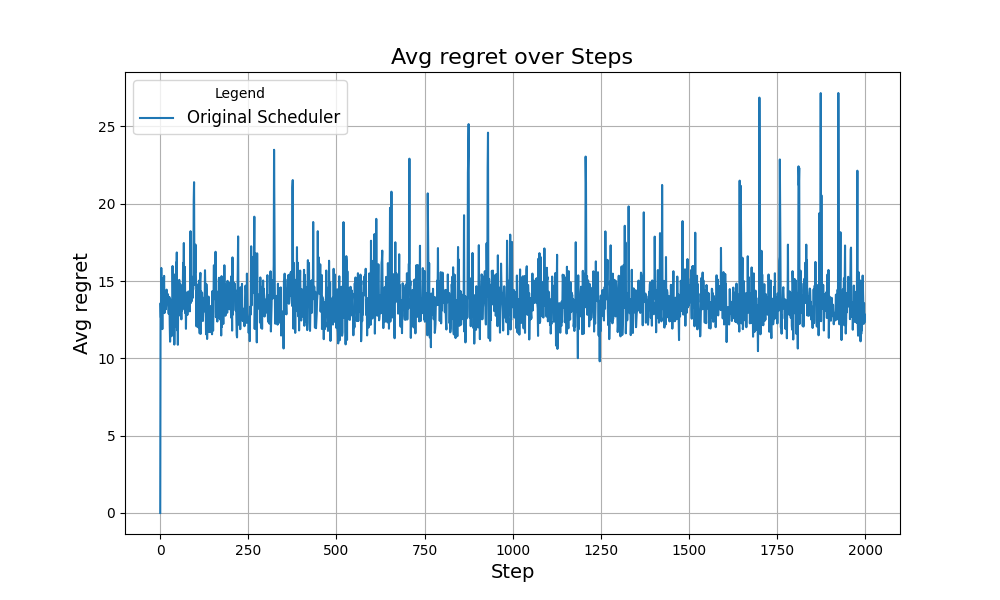 Avg regret over Steps
Legend
Original Scheduler
Avg regret
25
20
15
10
5
0
0 250 500 750 1000 1250 1500 1750 2000
Step